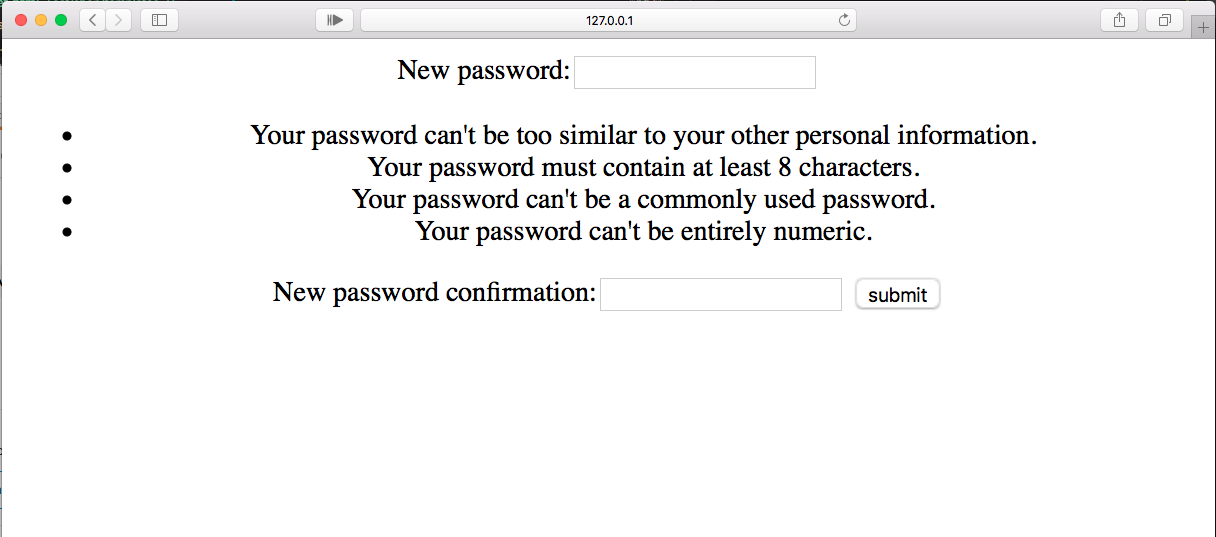 127.0.0.1
New password:
• Your password can't be too similar to your other personal information.
• Your password must contain at least 8 characters.
• Your password can't be a commonly used password.
• Your password can't be entirely numeric.
New password confirmation: submit